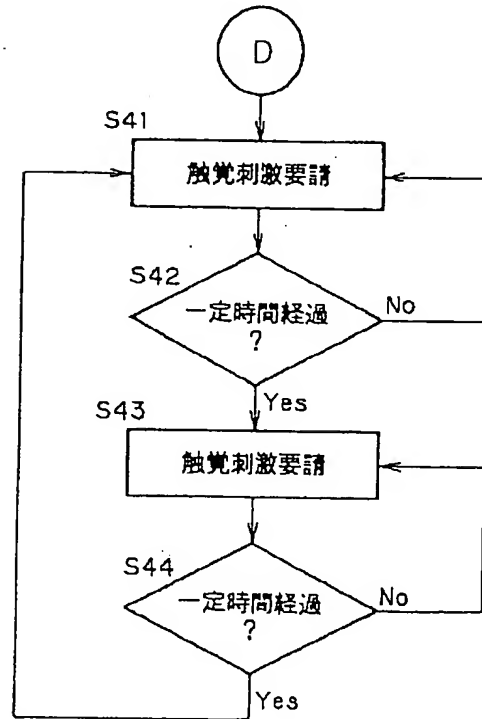 D
S41
触覚刺激要請
S42
一定時間経過
?
No
Yes
S43
触覚刺激要請
S44
一定時間経過
?
No
Yes